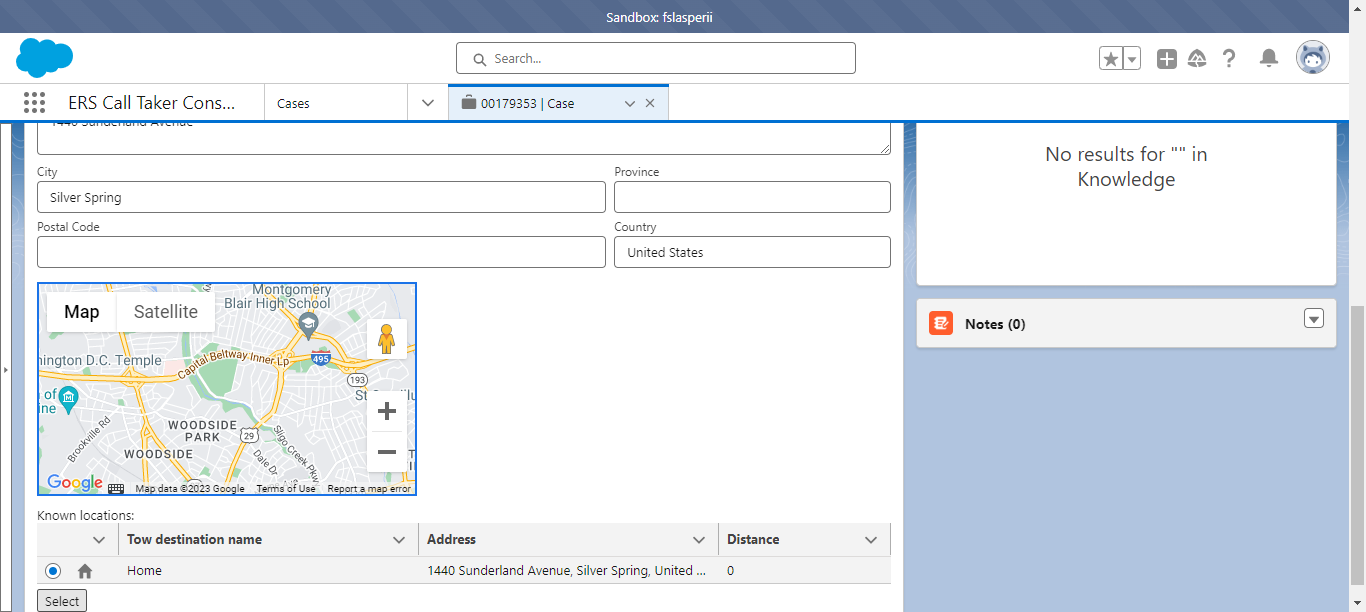 Sandbox: fslasperii
Search...
ERS Call Taker Cons...
Cases
00179353 | Case
1440 Sunderland Avenue
City
Province
Silver Spring
Postal Code
Country
United States
No results for "" in
Knowledge
Notes (0)
Map
Satellite
Montgomery
Blair High School
hington D.C. Temple
Capital Beltway Inner Lp
495
193
of
ine
WOODSIDE
PARK
29
WOODSIDE
Brookville Rd
Sligo Creek Pkwy
Dale Dr
Google
Map data ©2023 Google
Terms of Use
Report a map error
Known locations:
Tow destination name
Address
Distance
Home
1440 Sunderland Avenue, Silver Spring, United ...
0
Select